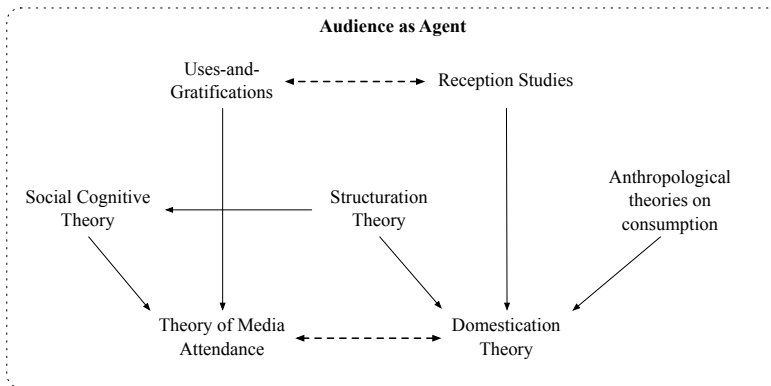 Audience as Agent
Uses-and-
Gratifications
Reception Studies
Social Cognitive
Theory
Structuration
Theory
Anthropological
theories on
consumption
Theory of Media
Attendance
Domestication
Theory